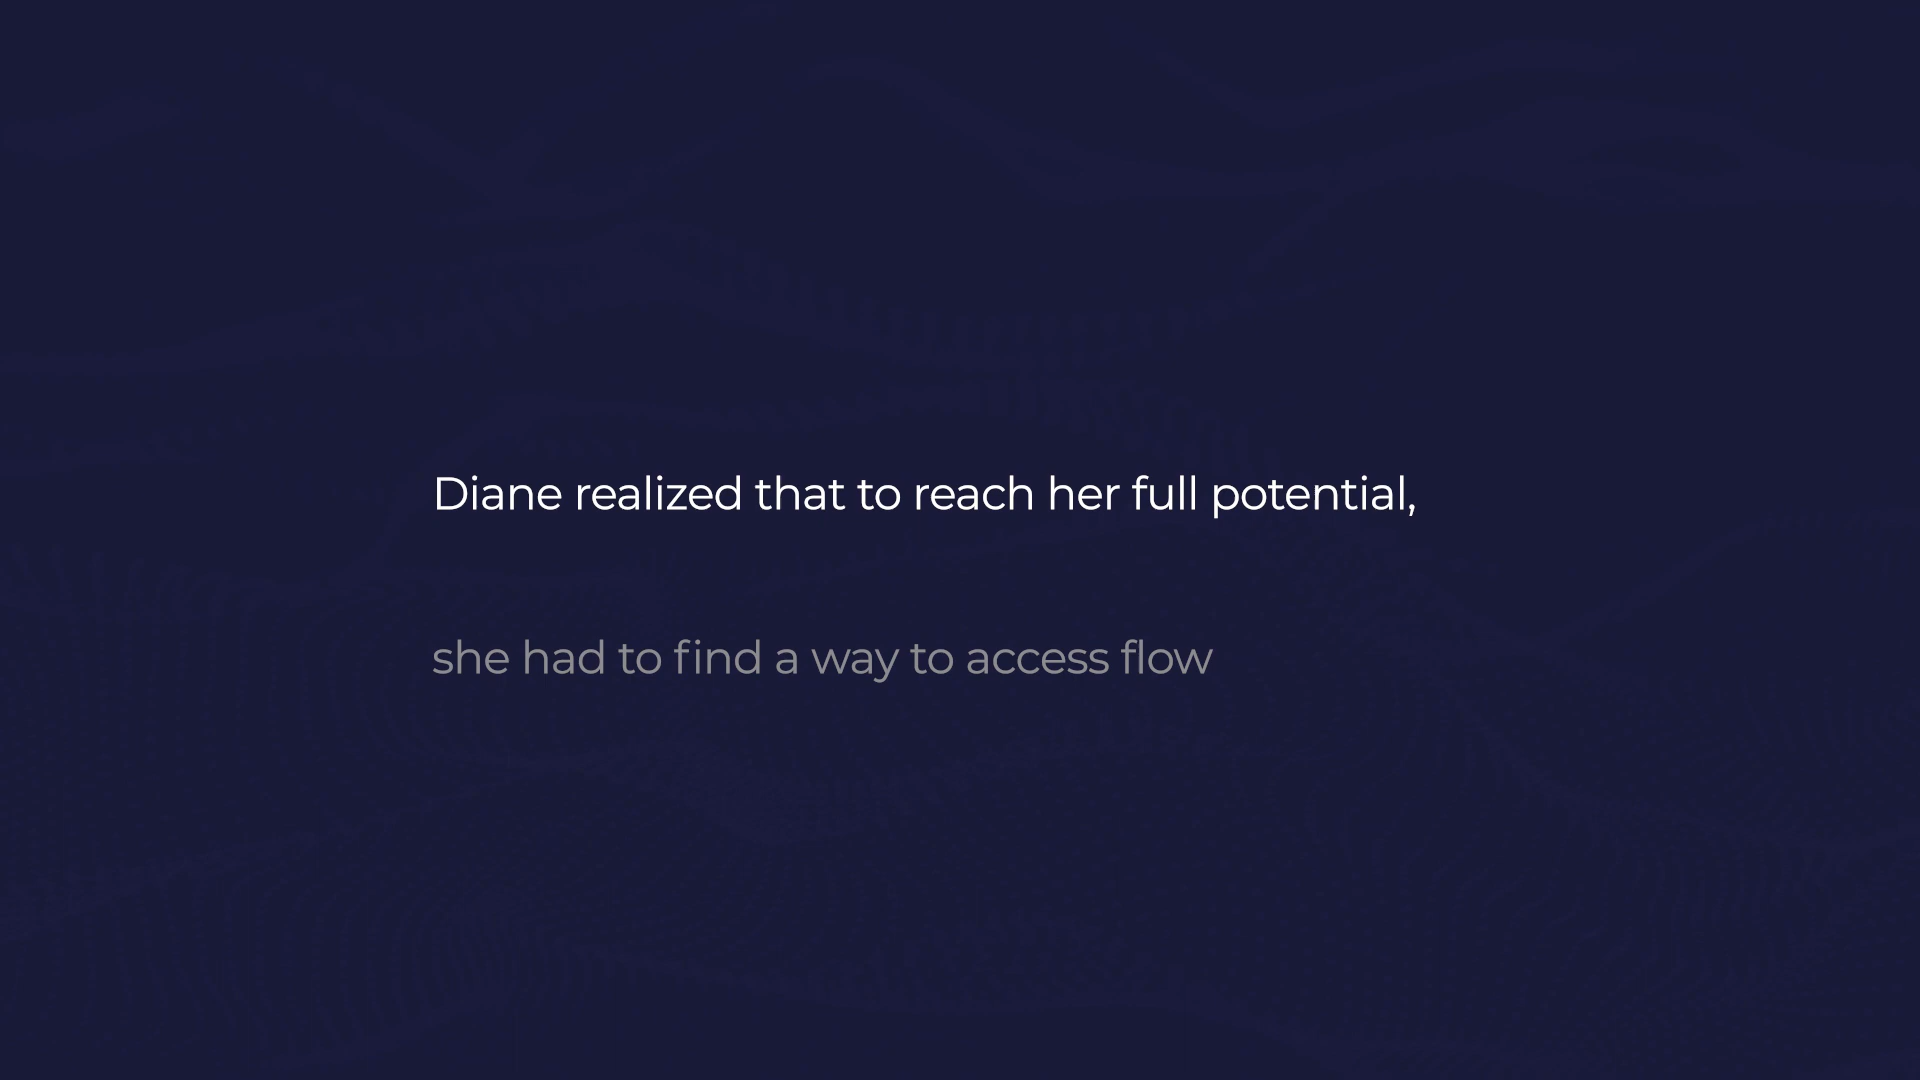 Diane realized that to reach her full potential,
she had to find a way to access flow